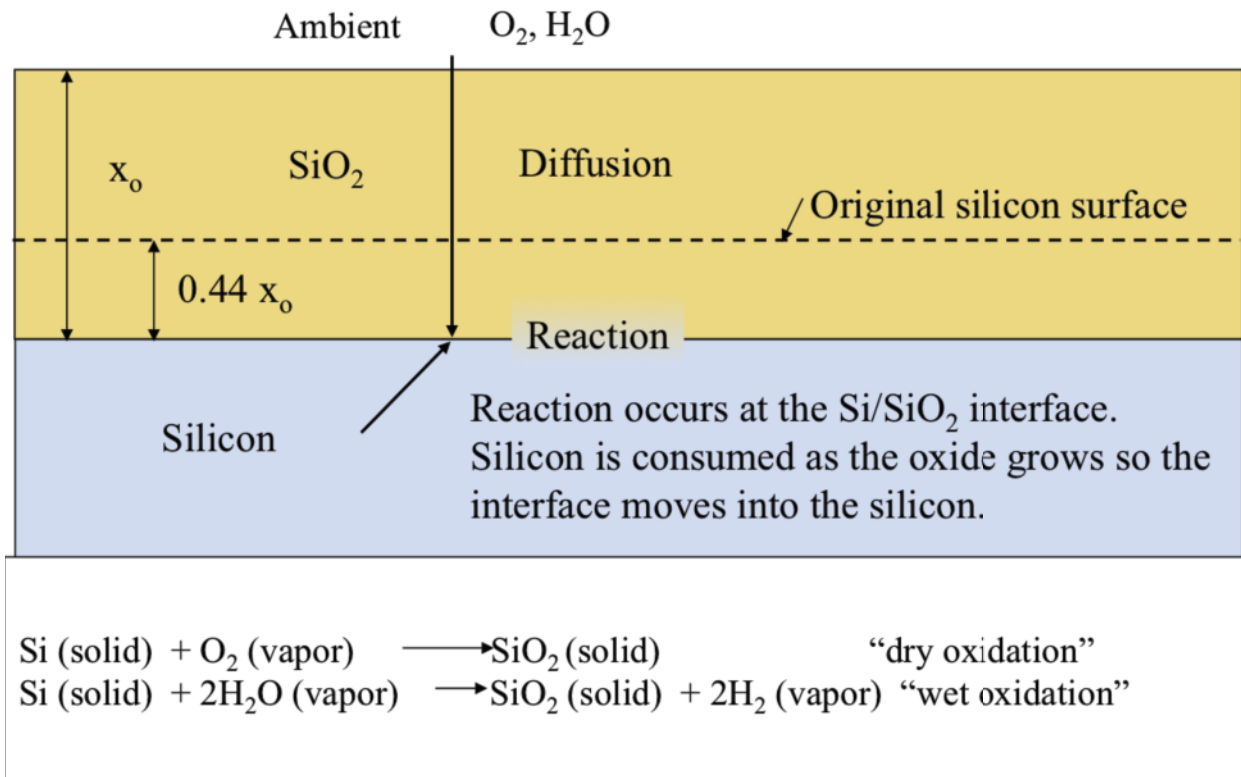 Ambient O₂, H₂O
xₒ SiO₂ Diffusion
Original silicon surface
0.44 xₒ
Reaction
Silicon
Reaction occurs at the Si/SiO₂ interface.
Silicon is consumed as the oxide grows so the
interface moves into the silicon.
Si (solid) + O₂ (vapor) → SiO₂ (solid) “dry oxidation”
Si (solid) + 2H₂O (vapor) → SiO₂ (solid) + 2H₂ (vapor) “wet oxidation”